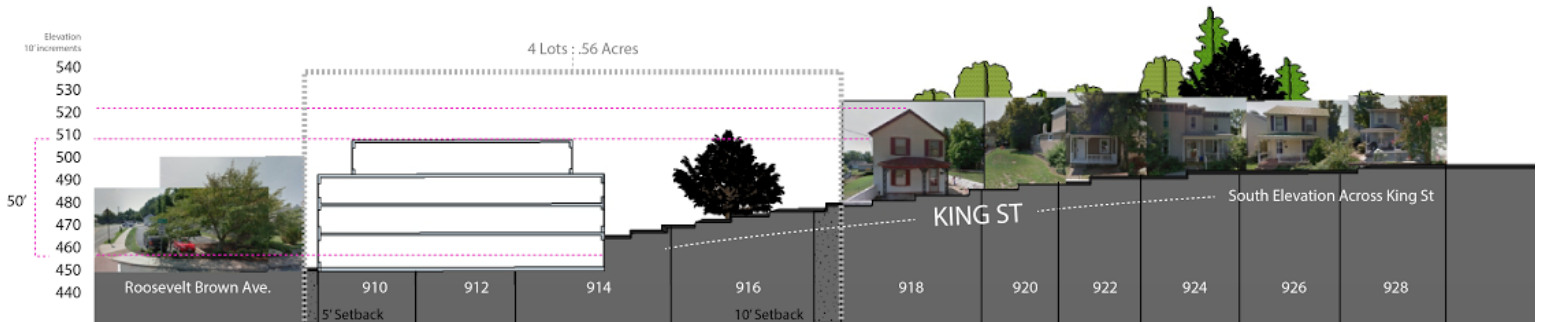 Elevation
10' increments
540
530
520
510
500
490
480
470
460
450
440
50'
4 Lots : .56 Acres
KING ST
South Elevation Across King St
Roosevelt Brown Ave.
910
912
914
916
918
920
922
924
926
928
5' Setback
10' Setback